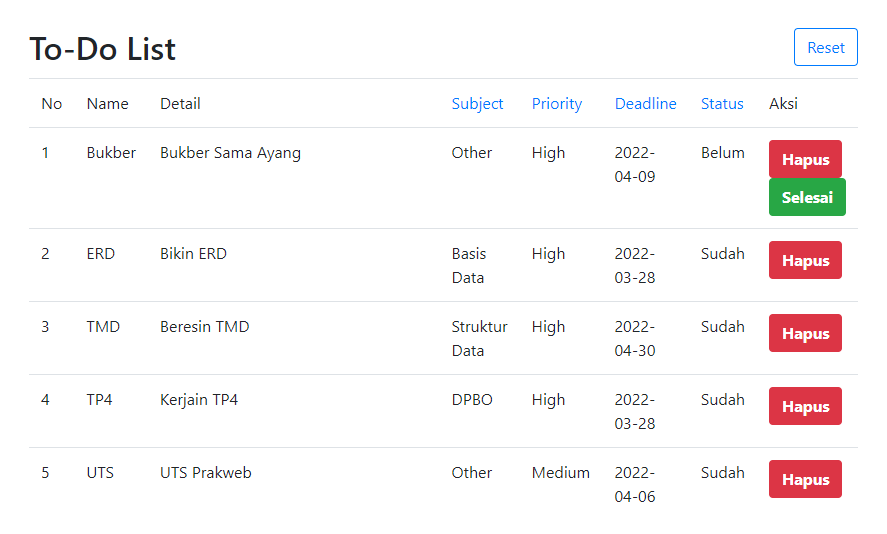 To-Do List
Reset
No Name Detail Subject Priority Deadline Status Aksi
1 Bukber Bukber Sama Ayang Other High 2022- Belum Hapus
04-09
Selesai
2 ERD Bikin ERD Basis High 2022- Sudah Hapus
Data 03-28
3 TMD Beresin TMD Struktur High 2022- Sudah Hapus
Data 04-30
4 TP4 Kerjain TP4 DPBO High 2022- Sudah Hapus
03-28
5 UTS UTS Prakweb Other Medium 2022- Sudah Hapus
04-06